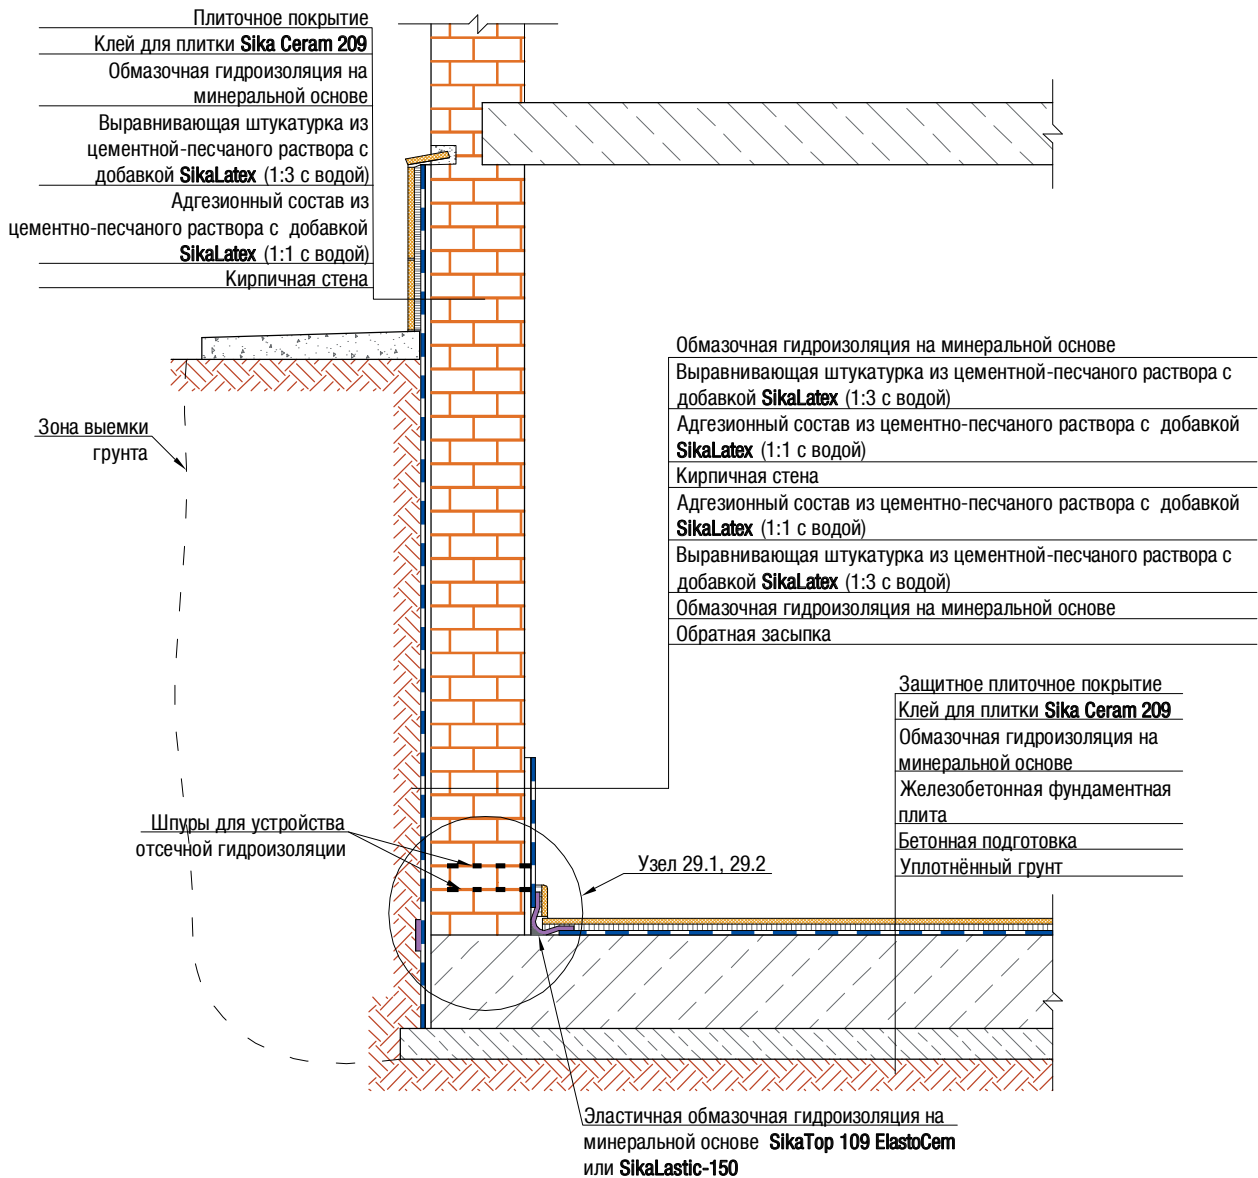 Плиточное покрытие
Клей для плитки Sika Ceram 209
Обмазочная гидроизоляция на
минеральной основе
Выравнивающая штукатурка из
цементной-песчаного раствора с
добавкой SikaLatex (1:3 с водой)
Адгезионный состав из
цементно-песчаного раствора с добавкой
SikaLatex (1:1 с водой)
Кирпичная стена
Обмазочная гидроизоляция на минеральной основе
Выравнивающая штукатурка из цементной-песчаного раствора с
добавкой SikaLatex (1:3 с водой)
Адгезионный состав из цементно-песчаного раствора с добавкой
SikaLatex (1:1 с водой)
Кирпичная стена
Адгезионный состав из цементно-песчаного раствора с добавкой
SikaLatex (1:1 с водой)
Выравнивающая штукатурка из цементной-песчаного раствора с
добавкой SikaLatex (1:3 с водой)
Обмазочная гидроизоляция на минеральной основе
Обратная засыпка
Зона выемки
грунта
Защитное плиточное покрытие
Клей для плитки Sika Ceram 209
Обмазочная гидроизоляция на
минеральной основе
Железобетонная фундаментная
плита
Бетонная подготовка
Уплотнённый грунт
Шпуры для устройства
отсечной гидроизоляции
Узел 29.1, 29.2
Эластичная обмазочная гидроизоляция на
минеральной основе SikaTop 109 ElastoCem
или SikaLastic-150